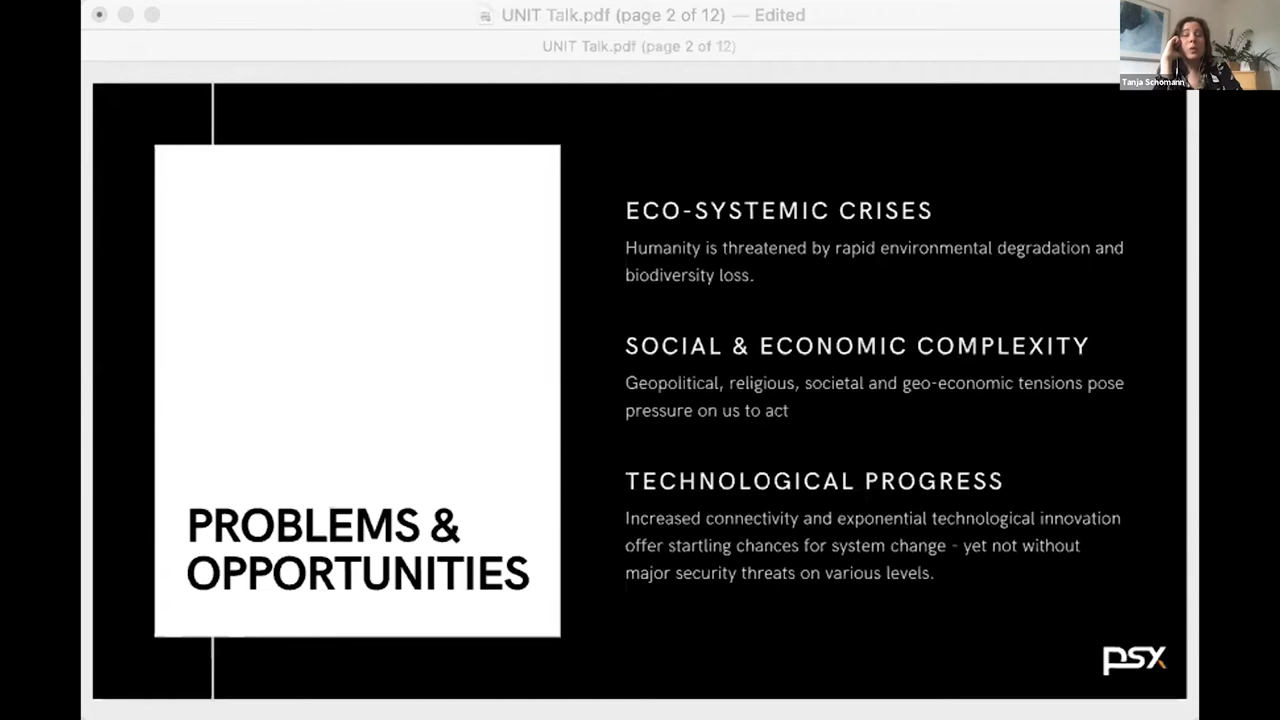 UNIT Talk.pdf (page 2 of 12) — Edited
UNIT Talk.pdf (page 2 of 12)
Tanja Schomann
PROBLEMS &
OPPORTUNITIES
ECO-SYSTEMIC CRISES
Humanity is threatened by rapid environmental degradation and
biodiversity loss.
SOCIAL & ECONOMIC COMPLEXITY
Geopolitical, religious, societal and geo-economic tensions pose
pressure on us to act
TECHNOLOGICAL PROGRESS
Increased connectivity and exponential technological innovation
offer startling chances for system change - yet not without
major security threats on various levels.
psx